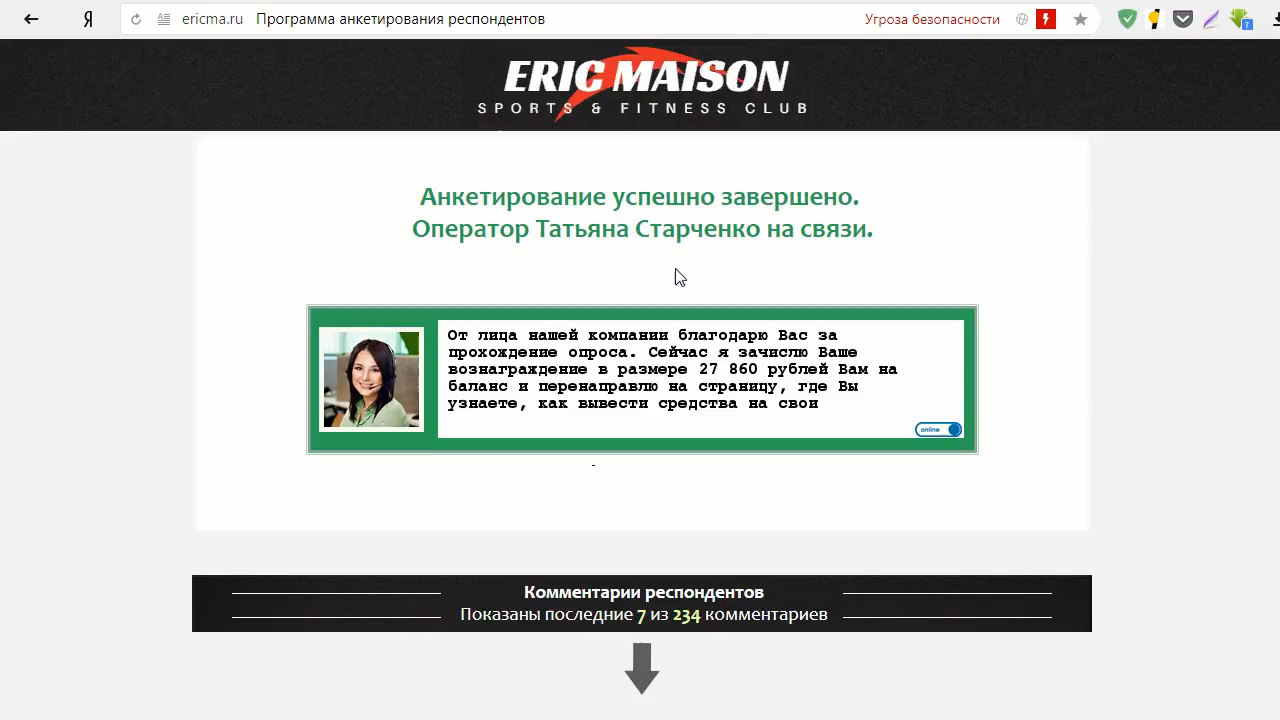 Я
ericma.ru Программа анкетирования респондентов Угроза безопасности
ERIC MAISON
SPORTS & FITNESS CLUB
Анкетирование успешно завершено.
Оператор Татьяна Старченко на связи.
От лица нашей компании благодарю Вас за
прохождение опроса. Сейчас я зачислю Ваше
вознаграждение в размере 27 860 рублей Вам на
баланс и перенаправлю на страницу, где Вы
узнаете, как вывести средства на свои
online
Комментарии респондентов
Показаны последние 7 из 234 комментариев